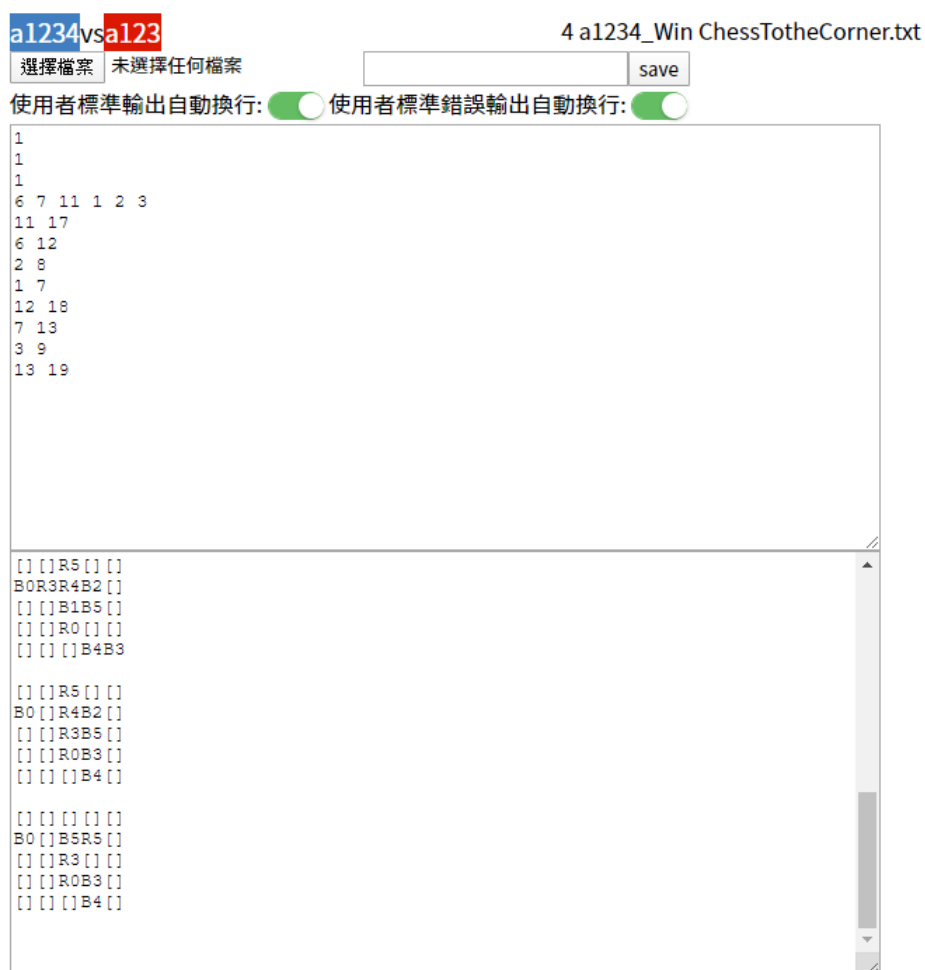 a1234vsa123 4 a1234_Win ChessTotheCorner.txt
選擇檔案 未選擇任何檔案 save
使用者標準輸出自動換行: 使用者標準錯誤輸出自動換行:
1
1
1
6 7 11 1 2 3
11 17
6 12
2 8
1 7
12 18
7 13
3 9
13 19
[][]R5[][]
B0R3R4B2[]
[][]B1B5[]
[][]R0[][]
[][][]B4B3
[][]R5[][]
B0[]R4B2[]
[][]R3B5[]
[][]R0B3[]
[][][]B4[]
[][][][][]
B0[]B5R5[]
[][]R3[][]
[][]R0B3[]
[][][]B4[]